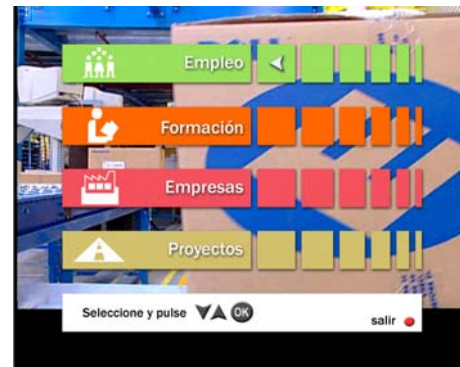 Empleo
Formación
Empresas
Proyectos
Seleccione y pulse OK
salir